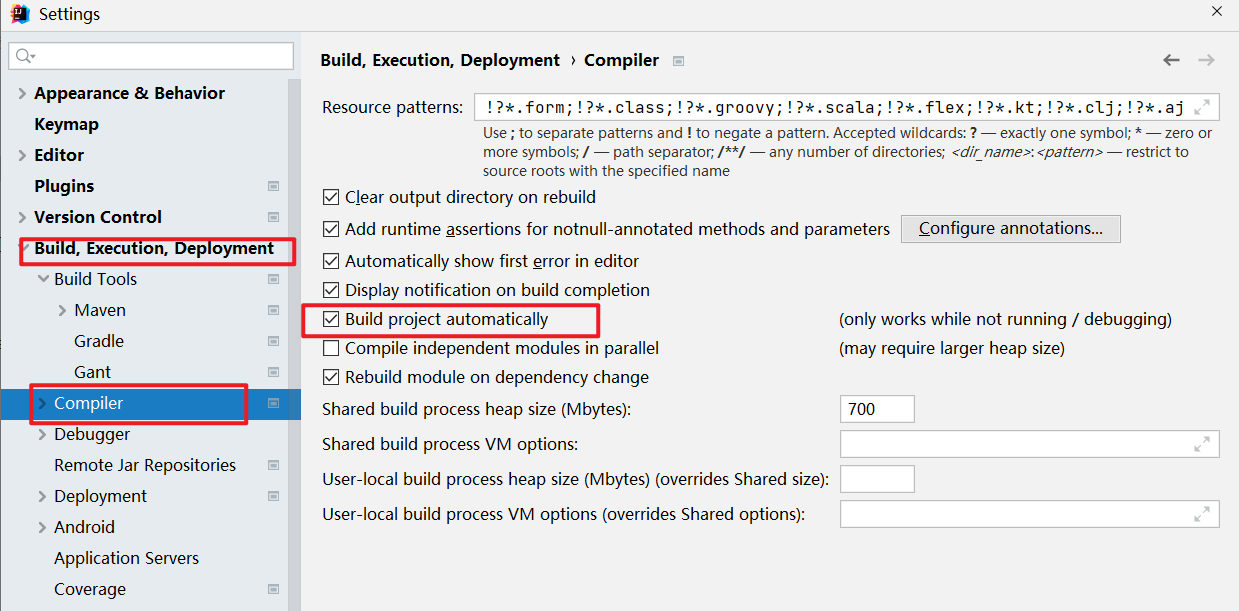 Settings
Build, Execution, Deployment › Compiler
Appearance & Behavior
Keymap
Editor
Plugins
Version Control
Build, Execution, Deployment
Build Tools
Maven
Gradle
Gant
Compiler
Debugger
Remote Jar Repositories
Deployment
Android
Application Servers
Coverage
Resource patterns: !?*.form;!?*.class;!?*.groovy;!?*.scala;!?*.flex;!?*.kt;!?*.clj;!?*.aj
Use ; to separate patterns and ! to negate a pattern. Accepted wildcards: ? — exactly one symbol; * — zero or
more symbols; / — path separator; /**/ — any number of directories; <dir_name>:<pattern> — restrict to
source roots with the specified name
Clear output directory on rebuild
Add runtime assertions for notnull-annotated methods and parameters Configure annotations...
Automatically show first error in editor
Display notification on build completion
Build project automatically (only works while not running / debugging)
Compile independent modules in parallel (may require larger heap size)
Rebuild module on dependency change
Shared build process heap size (Mbytes): 700
Shared build process VM options:
User-local build process heap size (Mbytes) (overrides Shared size):
User-local build process VM options (overrides Shared options):